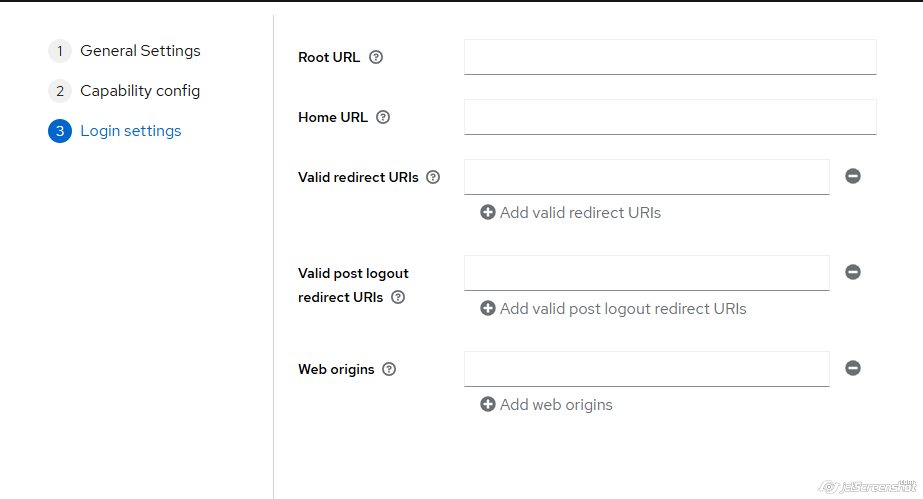 1 General Settings
2 Capability config
3 Login settings
Root URL ?
Home URL ?
Valid redirect URIs ?
Add valid redirect URIs
Valid post logout
redirect URIs ?
Add valid post logout redirect URIs
Web origins ?
Add web origins
jetScreenshot